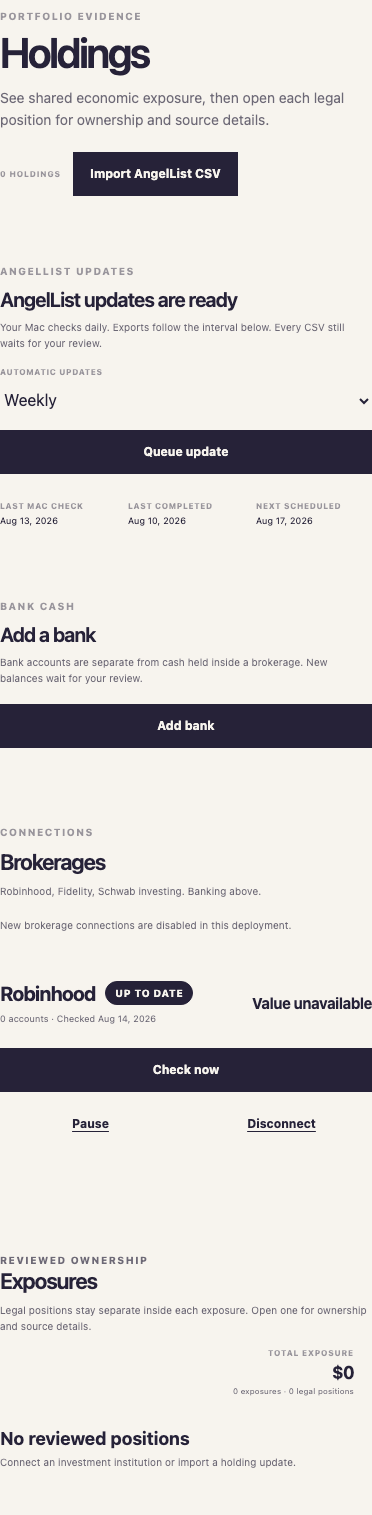 PORTFOLIO EVIDENCE
Holdings
See shared economic exposure, then open each legal
position for ownership and source details.
0 HOLDINGS
Import AngelList CSV
ANGELLIST UPDATES
AngelList updates are ready
Your Mac checks daily. Exports follow the interval below. Every CSV still
waits for your review.
AUTOMATIC UPDATES
Weekly
Queue update
LAST MAC CHECK
Aug 13, 2026
LAST COMPLETED
Aug 10, 2026
NEXT SCHEDULED
Aug 17, 2026
BANK CASH
Add a bank
Bank accounts are separate from cash held inside a brokerage. New
balances wait for your review.
Add bank
CONNECTIONS
Brokerages
Robinhood, Fidelity, Schwab investing. Banking above.
New brokerage connections are disabled in this deployment.
Robinhood
UP TO DATE
0 accounts · Checked Aug 14, 2026
Value unavailable
Check now
Pause
Disconnect
REVIEWED OWNERSHIP
Exposures
Legal positions stay separate inside each exposure. Open one for ownership
and source details.
TOTAL EXPOSURE
$0
0 exposures · 0 legal positions
No reviewed positions
Connect an investment institution or import a holding update.